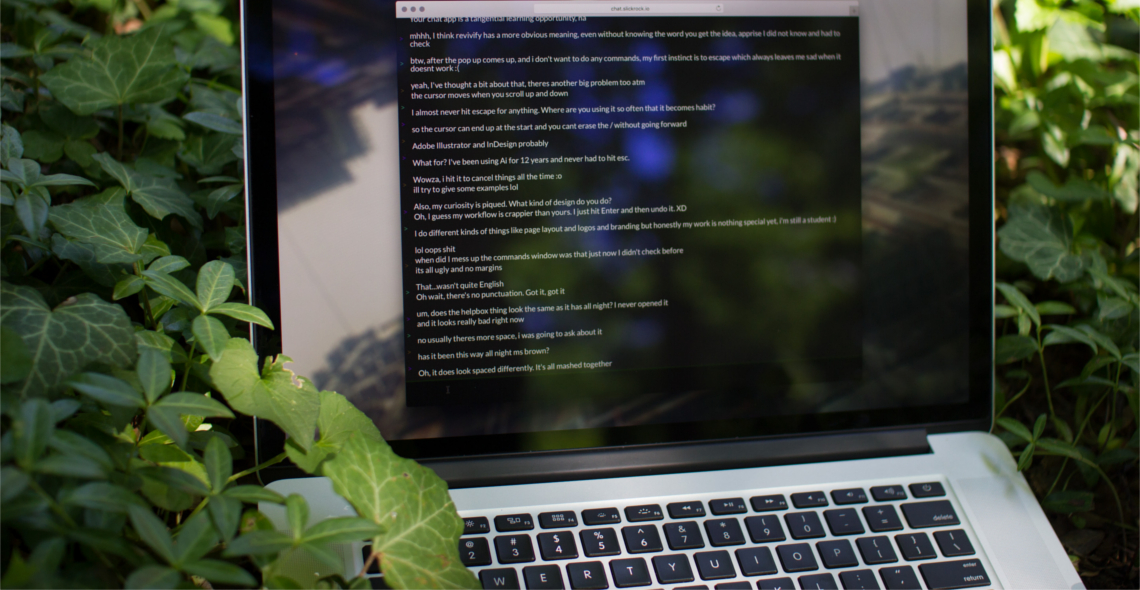 chat.slickrock.io
Your chat app is a tangential learning opportunity, ha
mhhh, I think revivify has a more obvious meaning, even without knowing the word you get the idea, apprise I did not know and had to
check
btw, after the pop up comes up, and i don't want to do any commands, my first instinct is to escape which always leaves me sad when it
doesnt work :(
yeah, I've thought a bit about that, theres another big problem too atm
the cursor moves when you scroll up and down
I almost never hit escape for anything. Where are you using it so often that it becomes habit?
so the cursor can end up at the start and you cant erase the / without going forward
Adobe Illustrator and InDesign probably
What for? I've been using Ai for 12 years and never had to hit esc.
Wowza, i hit it to cancel things all the time :o
ill try to give some examples lol
Also, my curiosity is piqued. What kind of design do you do?
Oh, I guess my workflow is crappier than yours. I just hit Enter and then undo it. XD
I do different kinds of things like page layout and logos and branding but honestly my work is nothing special yet, i'm still a student :)
lol oops shit
when did I mess up the commands window was that just now I didn't check before
its all ugly and no margins
That...wasn't quite English
Oh wait, there's no punctuation. Got it, got it
um, does the helpbox thing look the same as it has all night? I never opened it
and it looks really bad right now
no usually theres more space, i was going to ask about it
has it been this way all night ms brown?
Oh, it does look spaced differently. It's all mashed together
F2 F3 F4 F5 F6 F7 F8 F9
@ 2 # 3 $ 4 % 5 ^ 6 & 7 * 8 ( 9 ) 0 - + = delete
W E R T Y U I O P { [ } ] | \
: ; " ' enter return